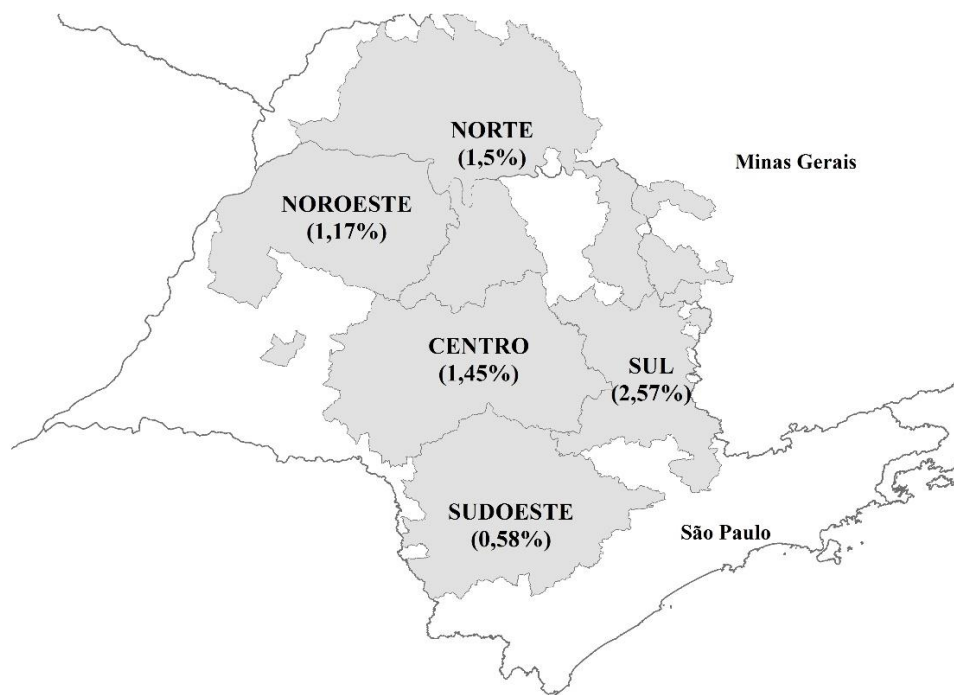 NORTE
(1,5%)
Minas Gerais
NOROESTE
(1,17%)
CENTRO
(1,45%)
SUL
(2,57%)
SUDOESTE
(0,58%)
São Paulo